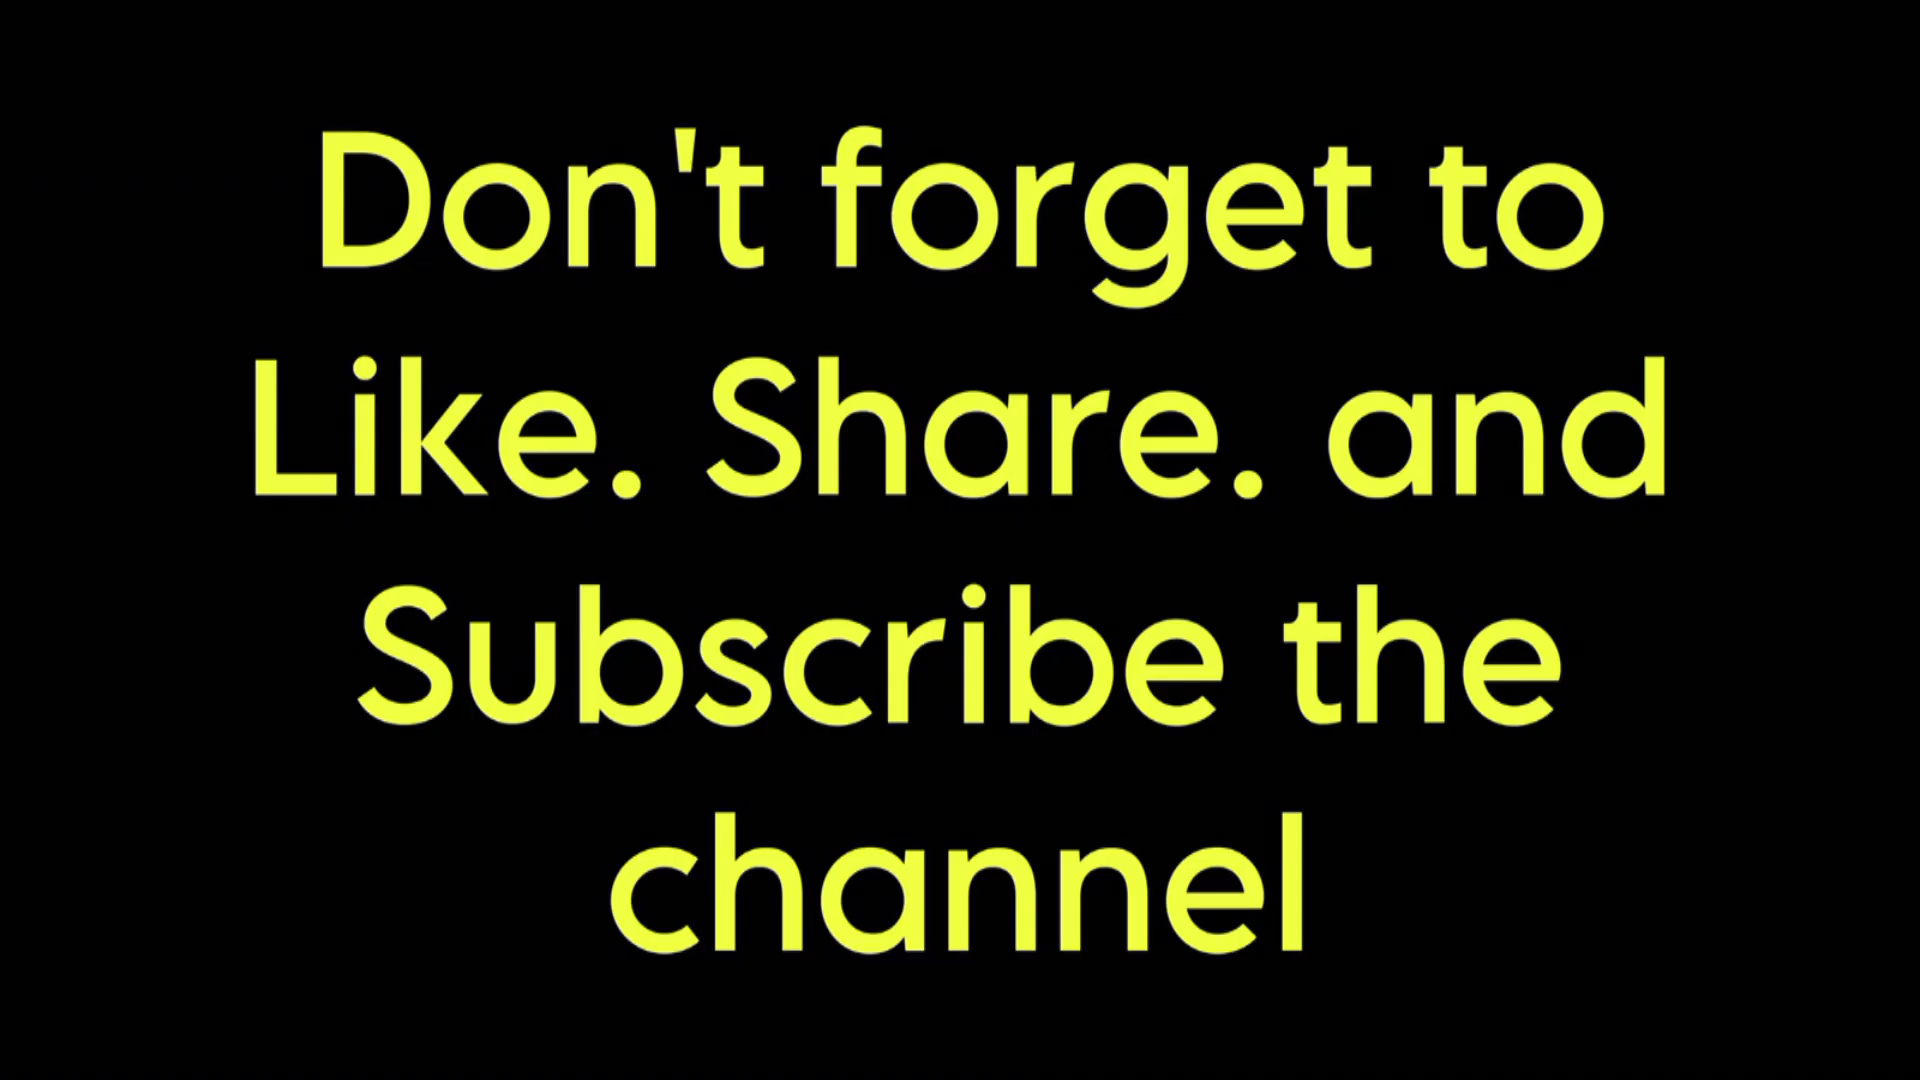 Don't forget to
Like. Share. and
Subscribe the
channel